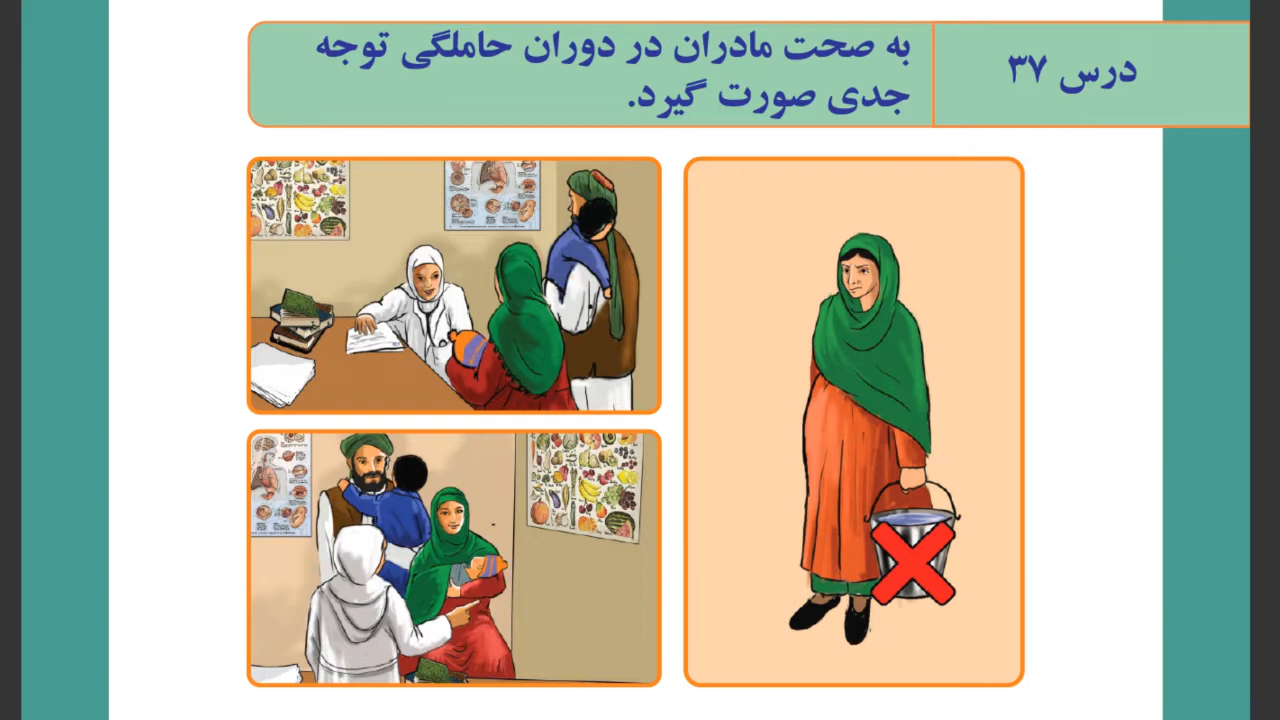 درس ۳۷
به صحت مادران در دوران حاملگی توجه
جدی صورت گیرد.